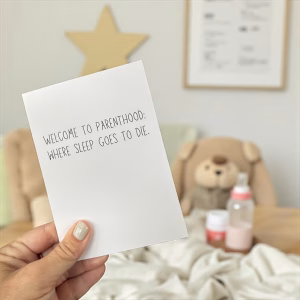 WELCOME TO PARENTHOOD:
WHERE SLEEP GOES TO DIE.